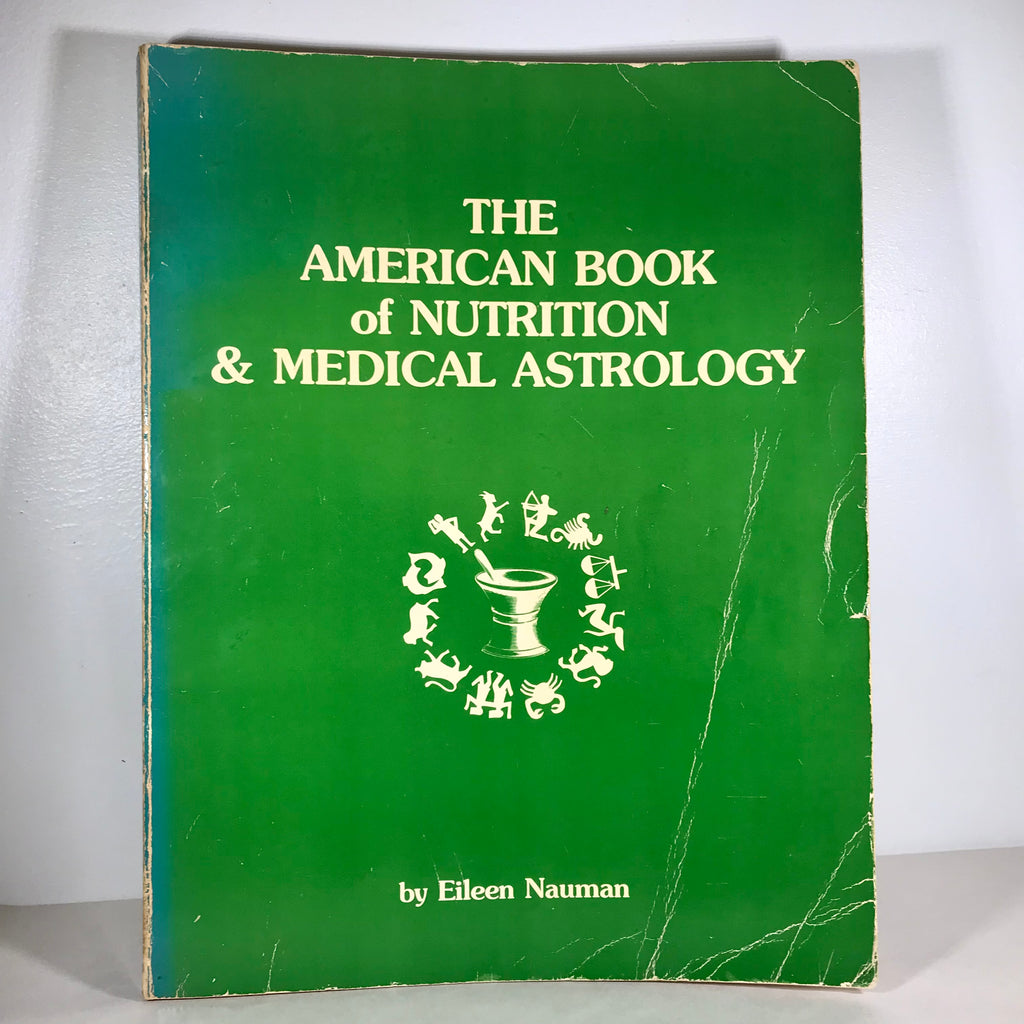 THE
AMERICAN BOOK
of NUTRITION
& MEDICAL ASTROLOGY
by Eileen Nauman